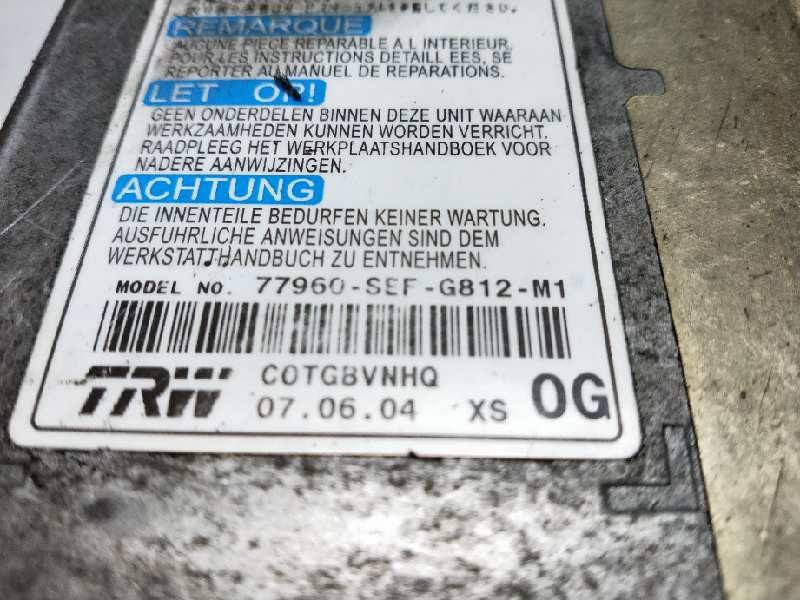 REMARQUE
AUCUNE PIECE REPARABLE A L INTERIEUR.
POUR LES INSTRUCTIONS DETAILL EES, SE
REPORTER AU MANUEL DE REPARATIONS.
LET OP!
GEEN ONDERDELEN BINNEN DEZE UNIT WAARAAN
WERKZAAMHEDEN KUNNEN WORDEN VERRICHT.
RAADPLEEG HET WERKPLAATSHANDBOEK VOOR
NADERE AANWIJZINGEN.
ACHTUNG
DIE INNENTEILE BEDURFEN KEINER WARTUNG.
AUSFUHRLICHE ANWEISUNGEN SIND DEM
WERKSTATTHANDBUCH ZU ENTNEHMEN.
MODEL NO. 77960-SEF-G812-M1
TRW C0TGBVNHQ
07.06.04 XS 0G